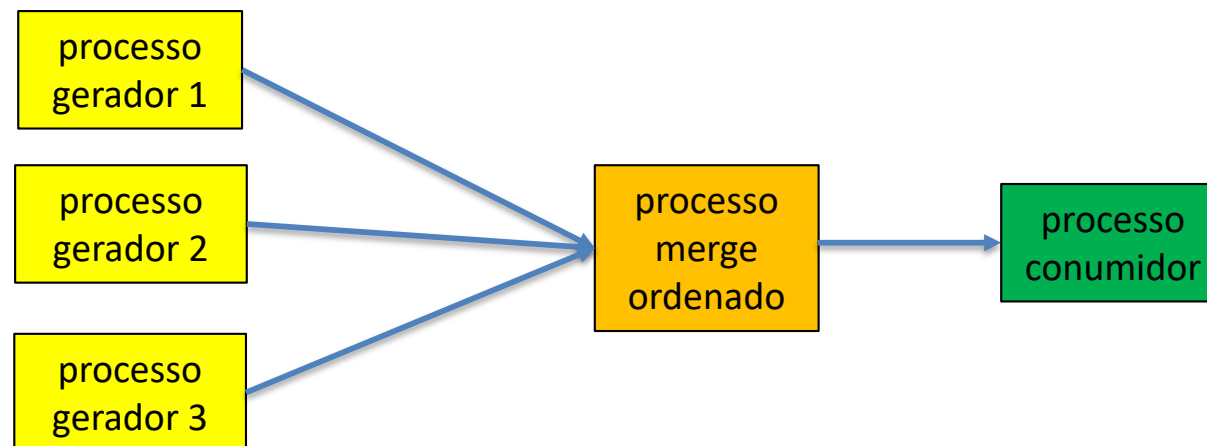 processo
gerador 1
processo
gerador 2
processo
gerador 3
processo
merge
ordenado
processo
conumidor